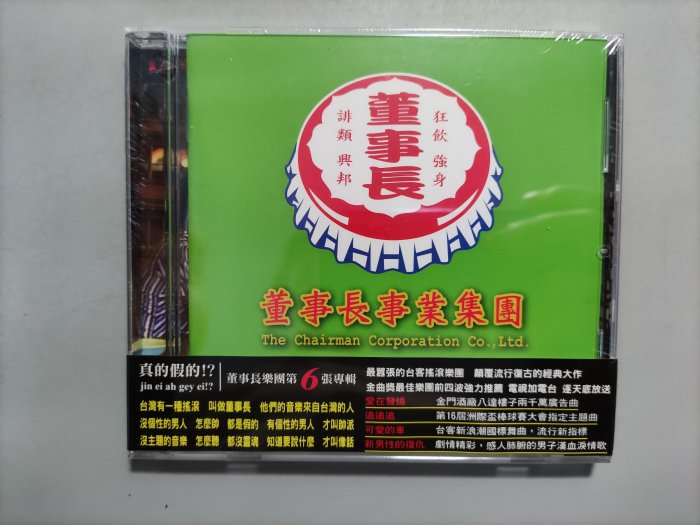 董事長
狂飲強身
誹類興邦
董事長事業集團
The Chairman Corporation Co.,Ltd.
真的假的!?
jin ei ah gey ei!?
董事長樂團第6張專輯
台灣有一種搖滾 叫做董事長 他們的音樂來自台灣的人
沒個性的男人 怎麼帥 都是假的 有個性的男人 才叫帥派
沒主題的音樂 怎麼聽 都沒靈魂 知道要說什麼 才叫像話
最囂張的台客搖滾樂團 顛覆流行復古的經典大作
金曲獎最佳樂團前四波強力推薦 電視加電台 逐天底放送
愛在發燒 金門酒廠八達樓子兩千萬廣告曲
追追追 第16屆洲際盃棒球賽大會指定主題曲
可愛的車 台客新浪潮國標舞曲，流行新指標
新男性的復仇 劇情精彩，感人肺腑的男子漢血淚情歌